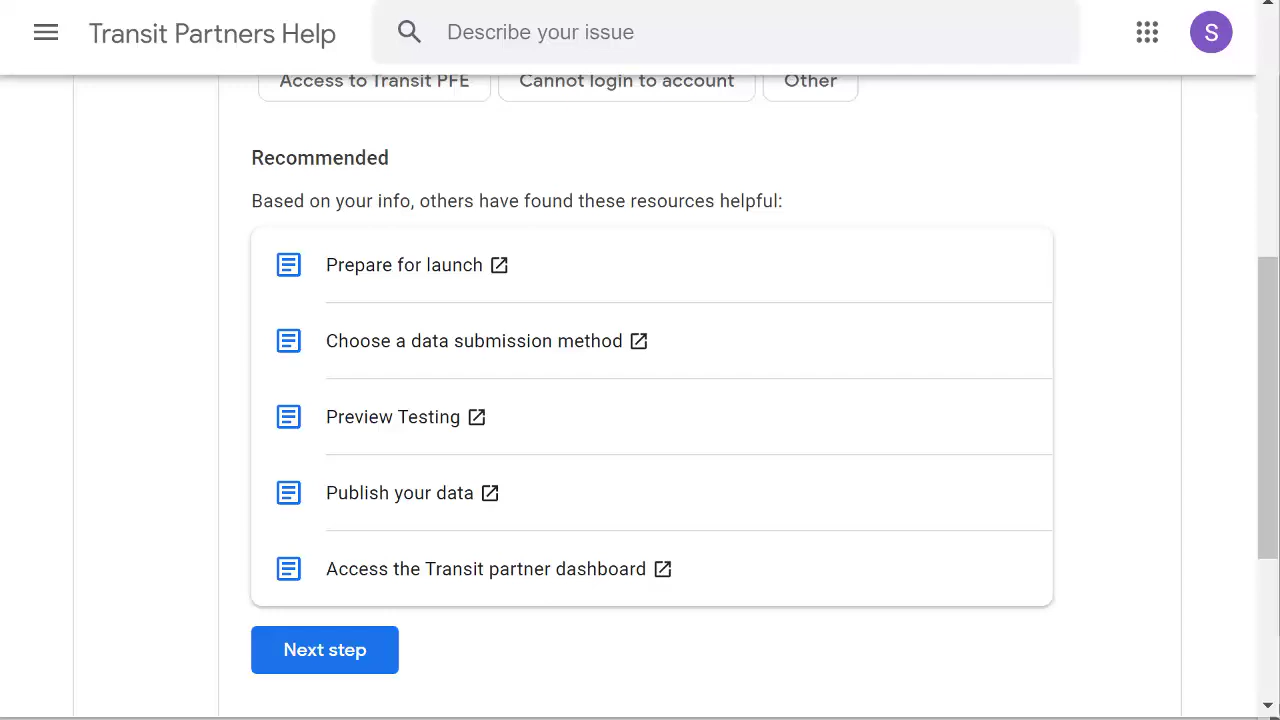 Transit Partners Help
Describe your issue
S
Access to Transit PFE
Cannot login to account
Other
Recommended
Based on your info, others have found these resources helpful:
Prepare for launch
Choose a data submission method
Preview Testing
Publish your data
Access the Transit partner dashboard
Next step